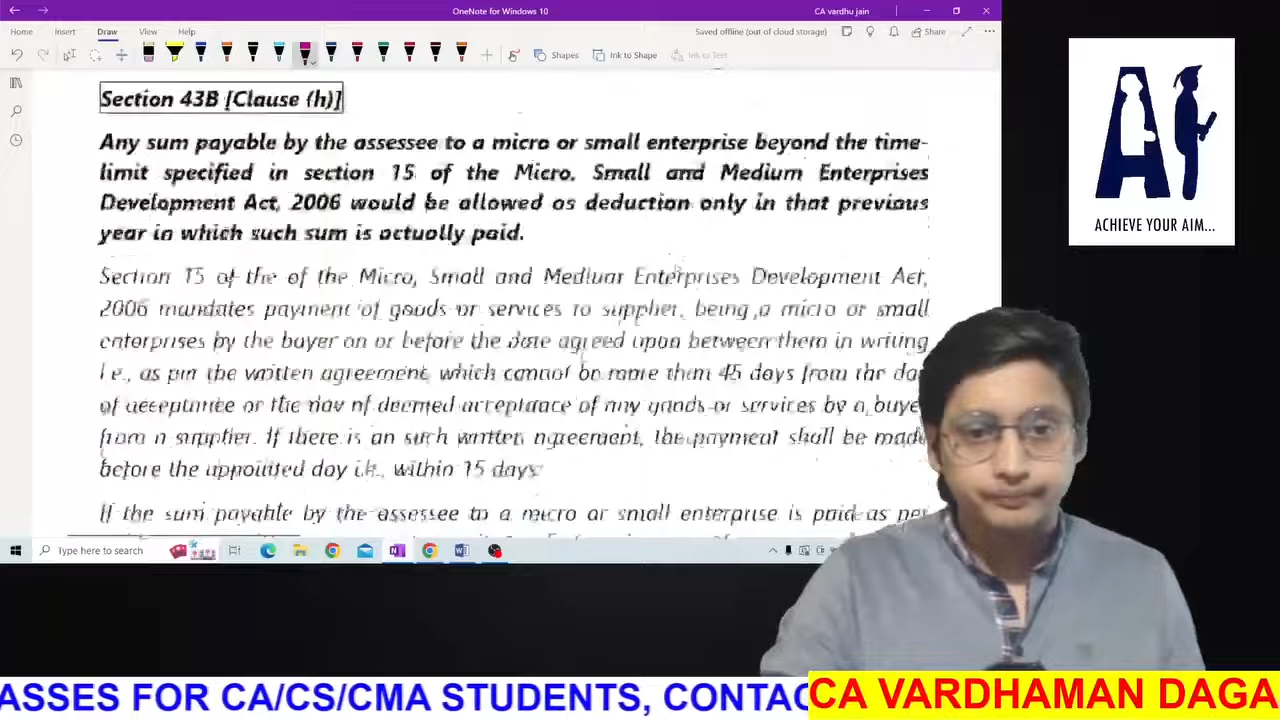 OneNote for Windows 10
CA vardhu jain
Home Insert Draw View Help
Saved offline (out of cloud storage)
Share
Shapes
Ink to Shape
Ink to Text
Section 43B [Clause (h)]
Any sum payable by the assessee to a micro or small enterprise beyond the time-
limit specified in section 15 of the Micro, Small and Medium Enterprises
Development Act, 2006 would be allowed as deduction only in that previous
year in which such sum is actually paid.
Section 15 of the of the Micro, Small and Medium Enterprises Development Act,
2006 mandates payment of goods or services to supplier, being a micro or small
enterprises by the buyer on or before the date agreed upon between them in writing
i.e., as per the written agreement, which cannot be more than 45 days from the da
of acceptance or the day of deemed acceptance of any goods or services by a buye
from a supplier. If there is such written agreement, the payment shall be made
before the appointed day i.e., within 15 days
If the sum payable by the assessee to a micro or small enterprise is paid as per
Type here to search
AI
ACHIEVE YOUR AIM...
ASSES FOR CA/CS/CMA STUDENTS, CONTAC
CA VARDHAMAN DAGA